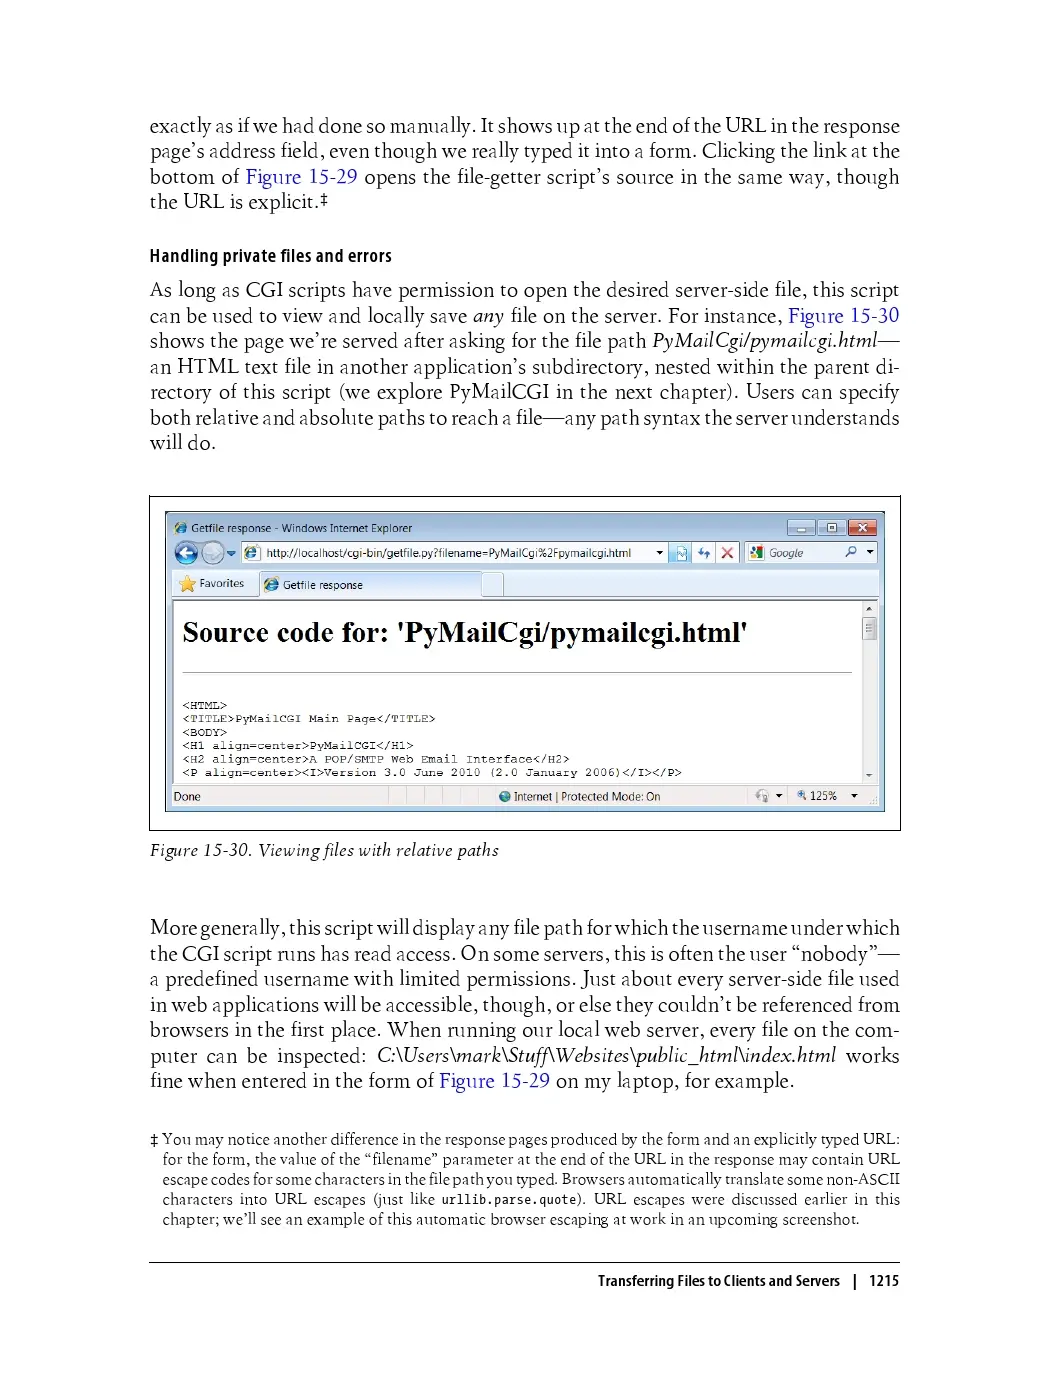 exactly as if we had done so manually. It shows up at the end of the URL in the response
page’s address field, even though we really typed it into a form. Clicking the link at the
bottom of Figure 15-29 opens the file-getter script’s source in the same way, though
the URL is explicit.‡
Handling private files and errors
As long as CGI scripts have permission to open the desired server-side file, this script
can be used to view and locally save any file on the server. For instance, Figure 15-30
shows the page we’re served after asking for the file path PyMailCgi/pymailcgi.html—
an HTML text file in another application’s subdirectory, nested within the parent di-
rectory of this script (we explore PyMailCGI in the next chapter). Users can specify
both relative and absolute paths to reach a file—any path syntax the server understands
will do.
Getfile response - Windows Internet Explorer
http://localhost/cgi-bin/getfile.py?filename=PyMailCgi%2Fpymailcgi.html
Google
Favorites
Getfile response
Source code for: 'PyMailCgi/pymailcgi.html'
<HTML>
<TITLE>PyMailCGI Main Page</TITLE>
<BODY>
<H1 align=center>PyMailCGI</H1>
<H2 align=center>A POP/SMTP Web Email Interface</H2>
<P align=center><I>Version 3.0 June 2010 (2.0 January 2006)</I></P>
Done
Internet | Protected Mode: On
125%
Figure 15-30. Viewing files with relative paths
More generally, this script will display any file path for which the username under which
the CGI script runs has read access. On some servers, this is often the user “nobody”—
a predefined username with limited permissions. Just about every server-side file used
in web applications will be accessible, though, or else they couldn’t be referenced from
browsers in the first place. When running our local web server, every file on the com-
puter can be inspected: C:\Users\mark\Stuff\Websites\public_html\index.html works
fine when entered in the form of Figure 15-29 on my laptop, for example.
‡ You may notice another difference in the response pages produced by the form and an explicitly typed URL:
for the form, the value of the “filename” parameter at the end of the URL in the response may contain URL
escape codes for some characters in the file path you typed. Browsers automatically translate some non-ASCII
characters into URL escapes (just like urllib.parse.quote). URL escapes were discussed earlier in this
chapter; we’ll see an example of this automatic browser escaping at work in an upcoming screenshot.
Transferring Files to Clients and Servers | 1215